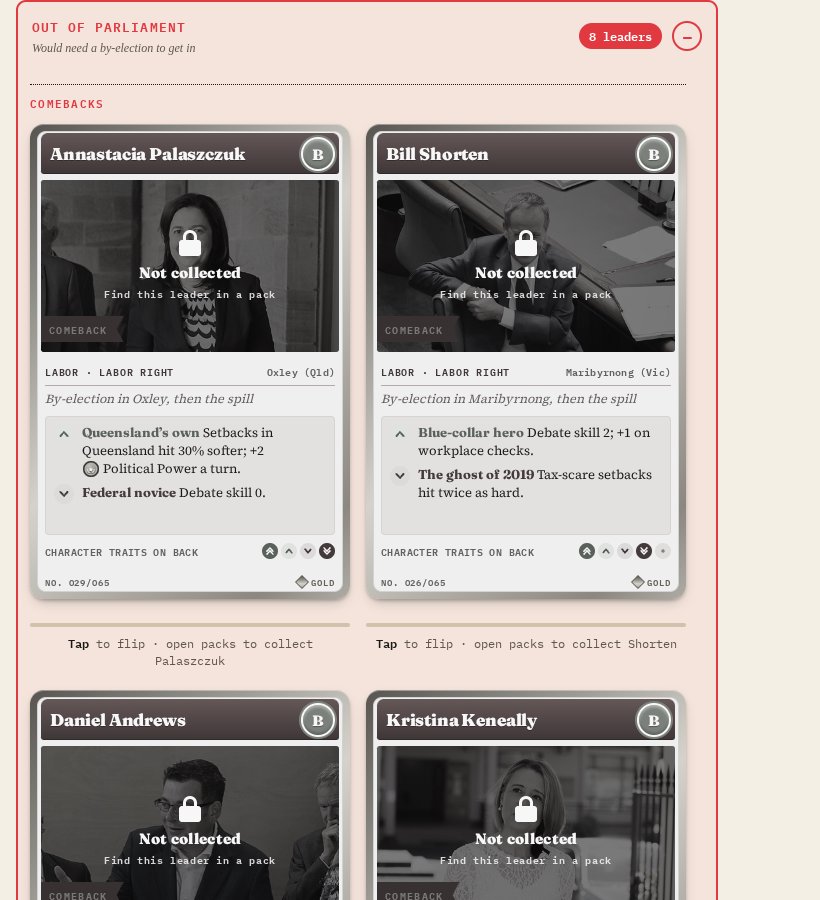 OUT OF PARLIAMENT
Would need a by-election to get in
8 leaders
COMEBACKS
Annastacia Palaszczuk
B
Not collected
Find this leader in a pack
COMEBACK
LABOR · LABOR RIGHT
Oxley (Qld)
By-election in Oxley, then the spill
Queensland's own Setbacks in
Queensland hit 30% softer; +2
Political Power a turn.
Federal novice Debate skill 0.
CHARACTER TRAITS ON BACK
NO. 029/065
GOLD
Tap to flip · open packs to collect
Palaszczuk
Bill Shorten
B
Not collected
Find this leader in a pack
COMEBACK
LABOR · LABOR RIGHT
Maribyrnong (Vic)
By-election in Maribyrnong, then the spill
Blue-collar hero Debate skill 2; +1 on
workplace checks.
The ghost of 2019 Tax-scare setbacks
hit twice as hard.
CHARACTER TRAITS ON BACK
NO. 026/065
GOLD
Tap to flip · open packs to collect Shorten
Daniel Andrews
B
Not collected
Find this leader in a pack
COMEBACK
Kristina Keneally
B
Not collected
Find this leader in a pack
COMEBACK